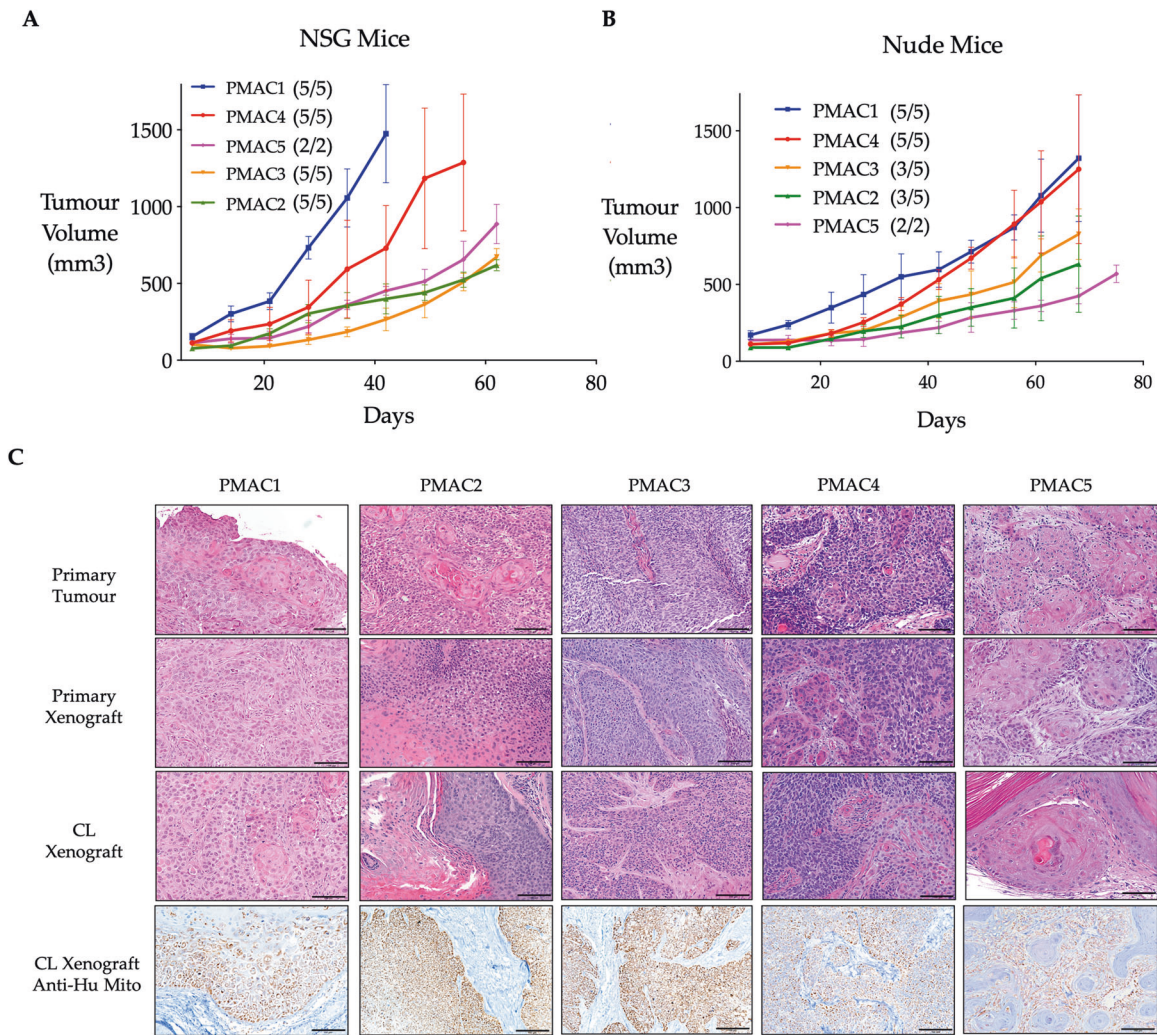 A
NSG Mice
PMAC1 (5/5)
PMAC4 (5/5)
PMAC5 (2/2)
PMAC3 (5/5)
PMAC2 (5/5)
Tumour
Volume
(mm3)
1500
1000
500
0
20
40
60
80
Days
B
Nude Mice
PMAC1 (5/5)
PMAC4 (5/5)
PMAC3 (3/5)
PMAC2 (3/5)
PMAC5 (2/2)
Tumour
Volume
(mm3)
1500
1000
500
0
20
40
60
80
Days
C
PMAC1 PMAC2 PMAC3 PMAC4 PMAC5
Primary
Tumour
Primary
Xenograft
CL
Xenograft
CL Xenograft
Anti-Hu Mito